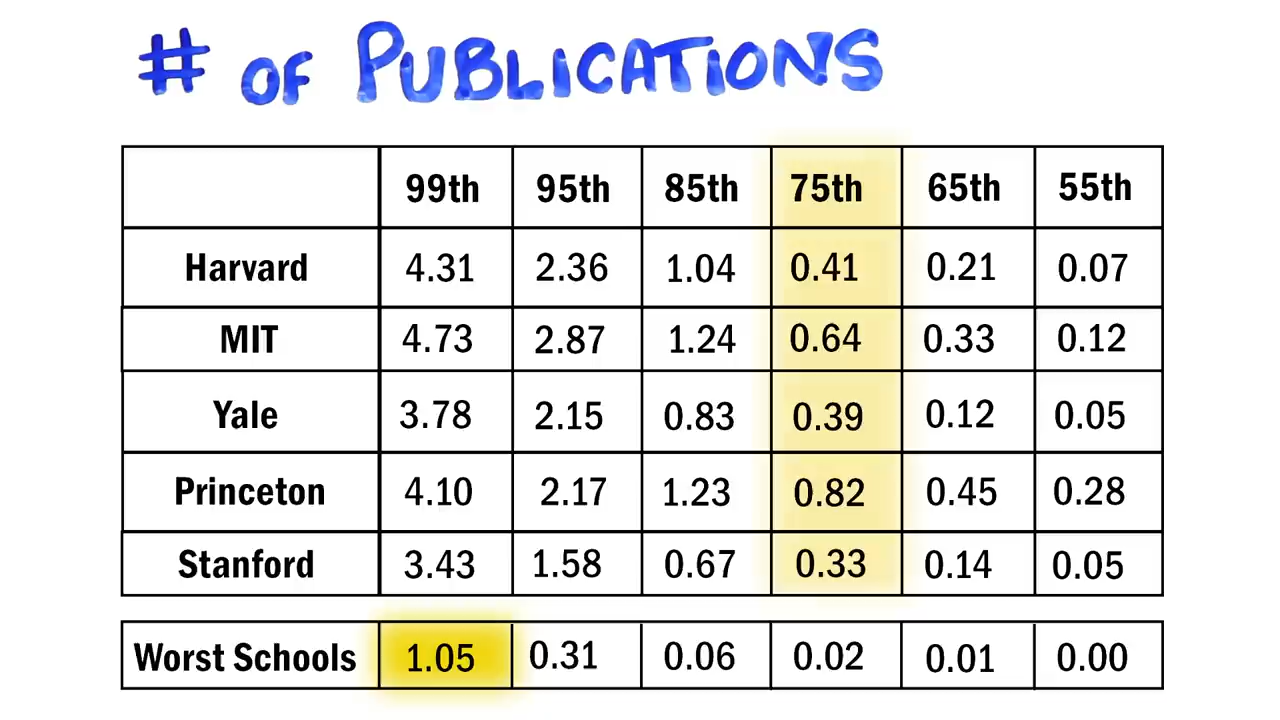 # OF PUBLICATIONS
99th 95th 85th 75th 65th 55th
Harvard 4.31 2.36 1.04 0.41 0.21 0.07
MIT 4.73 2.87 1.24 0.64 0.33 0.12
Yale 3.78 2.15 0.83 0.39 0.12 0.05
Princeton 4.10 2.17 1.23 0.82 0.45 0.28
Stanford 3.43 1.58 0.67 0.33 0.14 0.05
Worst Schools 1.05 0.31 0.06 0.02 0.01 0.00